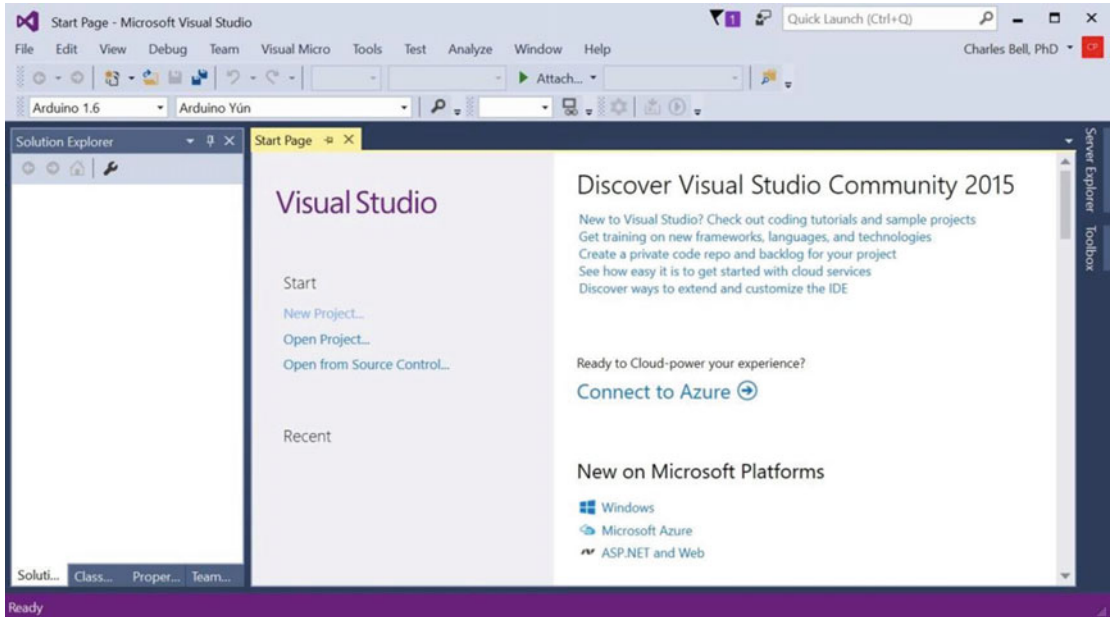 Start Page - Microsoft Visual Studio
1
Quick Launch (Ctrl+Q)
File Edit View Debug Team Visual Micro Tools Test Analyze Window Help
Charles Bell, PhD
CP
Attach...
Arduino 1.6
Arduino Yún
Solution Explorer
Start Page
Visual Studio
Start
New Project...
Open Project...
Open from Source Control...
Recent
Discover Visual Studio Community 2015
New to Visual Studio? Check out coding tutorials and sample projects
Get training on new frameworks, languages, and technologies
Create a private code repo and backlog for your project
See how easy it is to get started with cloud services
Discover ways to extend and customize the IDE
Ready to Cloud-power your experience?
Connect to Azure
New on Microsoft Platforms
Windows
Microsoft Azure
ASP.NET and Web
Server Explorer
Toolbox
Soluti... Class... Proper... Team...
Ready